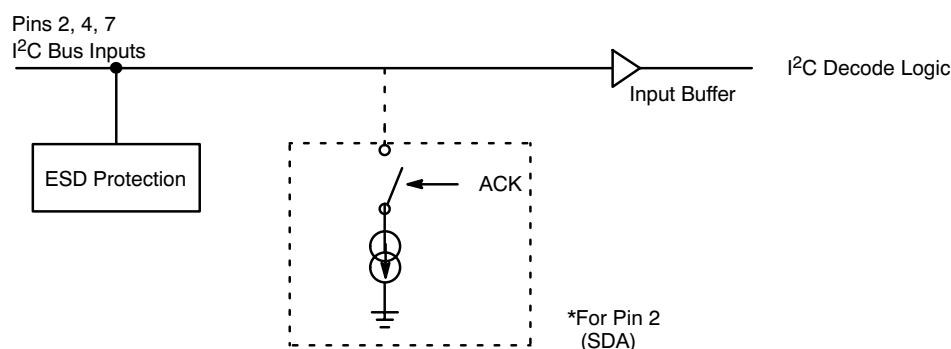 Pins 2, 4, 7
I²C Bus Inputs
I²C Decode Logic
Input Buffer
ESD Protection
ACK
*For Pin 2
(SDA)